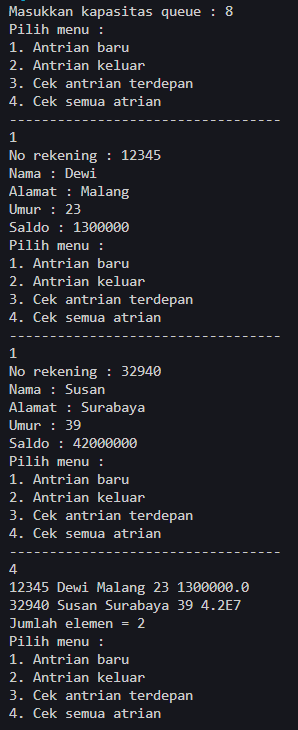 Masukkan kapasitas queue : 8
Pilih menu :
1. Antrian baru
2. Antrian keluar
3. Cek antrian terdepan
4. Cek semua atrian
----------------------------------
1
No rekening : 12345
Nama : Dewi
Alamat : Malang
Umur : 23
Saldo : 1300000
Pilih menu :
1. Antrian baru
2. Antrian keluar
3. Cek antrian terdepan
4. Cek semua atrian
----------------------------------
1
No rekening : 32940
Nama : Susan
Alamat : Surabaya
Umur : 39
Saldo : 42000000
Pilih menu :
1. Antrian baru
2. Antrian keluar
3. Cek antrian terdepan
4. Cek semua atrian
----------------------------------
4
12345 Dewi Malang 23 1300000.0
32940 Susan Surabaya 39 4.2E7
Jumlah elemen = 2
Pilih menu :
1. Antrian baru
2. Antrian keluar
3. Cek antrian terdepan
4. Cek semua atrian